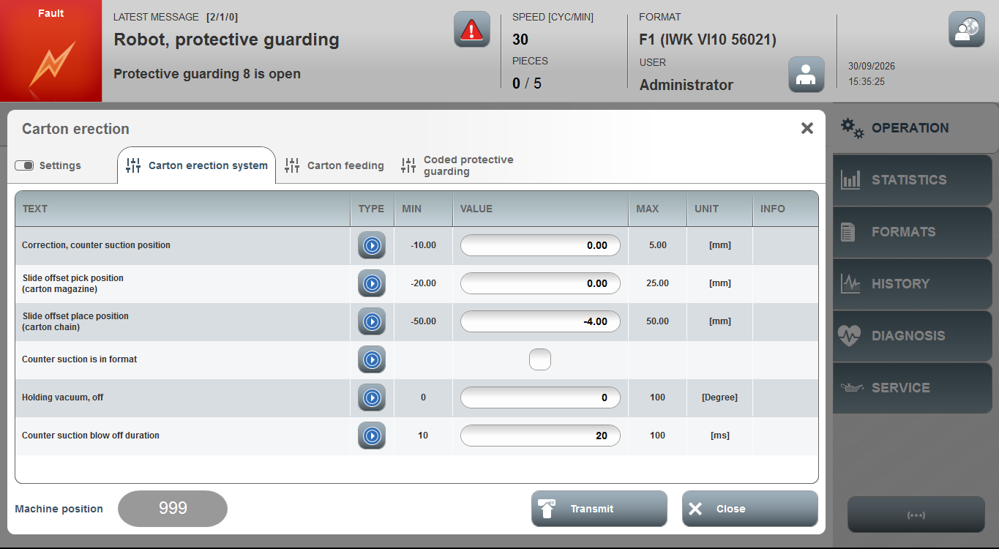 Fault
LATEST MESSAGE [2/1/0]
Robot, protective guarding
Protective guarding 8 is open
SPEED [CYC/MIN]
30
PIECES
0 / 5
FORMAT
F1 (IWK VI10 56021)
USER
Administrator
30/09/2026
15:35:25
Carton erection
Settings
Carton erection system
Carton feeding
Coded protective
guarding
TEXT TYPE MIN VALUE MAX UNIT INFO
Correction, counter suction position -10.00 0.00 5.00 [mm]
Slide offset pick position
(carton magazine) -20.00 0.00 25.00 [mm]
Slide offset place position
(carton chain) -50.00 -4.00 50.00 [mm]
Counter suction is in format
Holding vacuum, off 0 0 100 [Degree]
Counter suction blow off duration 10 20 100 [ms]
Machine position 999
Transmit
Close
OPERATION
STATISTICS
FORMATS
HISTORY
DIAGNOSIS
SERVICE
(•••)